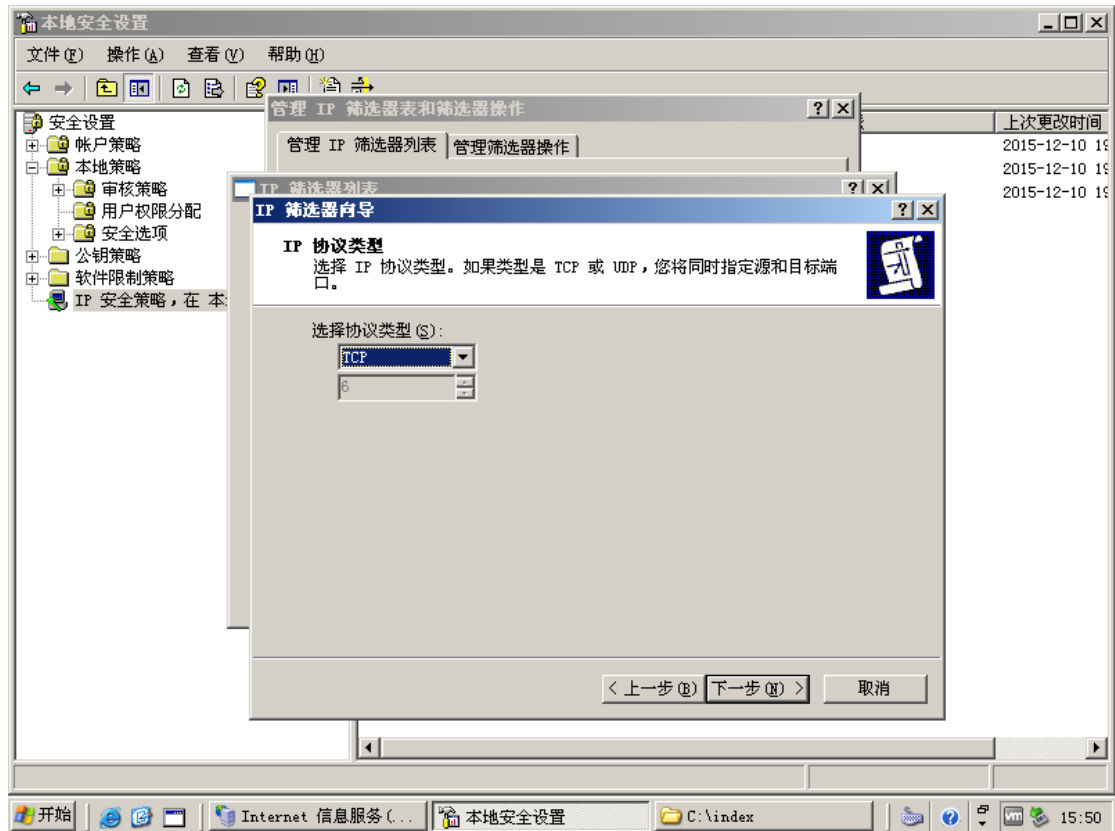 本地安全设置
文件(F) 操作(A) 查看(V) 帮助(H)
管理 IP 筛选器表和筛选器操作
安全设置
上次更改时间
帐户策略
管理 IP 筛选器列表
管理筛选器操作
2015-12-10 19
本地策略
2015-12-10 19
审核策略
IP 筛选器列表
2015-12-10 19
用户权限分配
IP 筛选器向导
安全选项
公钥策略
软件限制策略
IP 安全策略，在 本
IP 协议类型
选择 IP 协议类型。如果类型是 TCP 或 UDP，您将同时指定源和目标端
口。
选择协议类型(S):
TCP
6
< 上一步(B)
下一步(N) >
取消
开始
Internet 信息服务(...
本地安全设置
C:\index
15:50